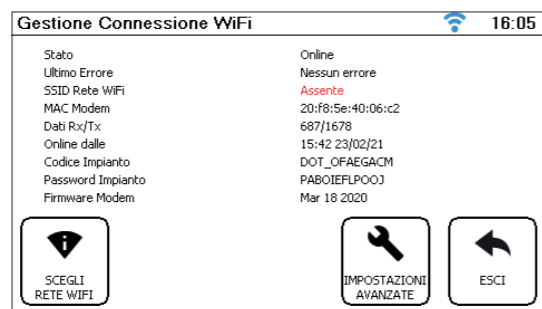 Gestione Connessione WiFi 16:05
Stato Online
Ultimo Errore Nessun errore
SSID Rete WiFi Assente
MAC Modem 20:f8:5e:40:06:c2
Dati Rx/Tx 687/1678
Online dalle 15:42 23/02/21
Codice Impianto DOT_OFAEGACM
Password Impianto PABOIEFLPOOJ
Firmware Modem Mar 18 2020
SCEGLI
RETE WIFI
IMPOSTAZIONI
AVANZATE
ESCI